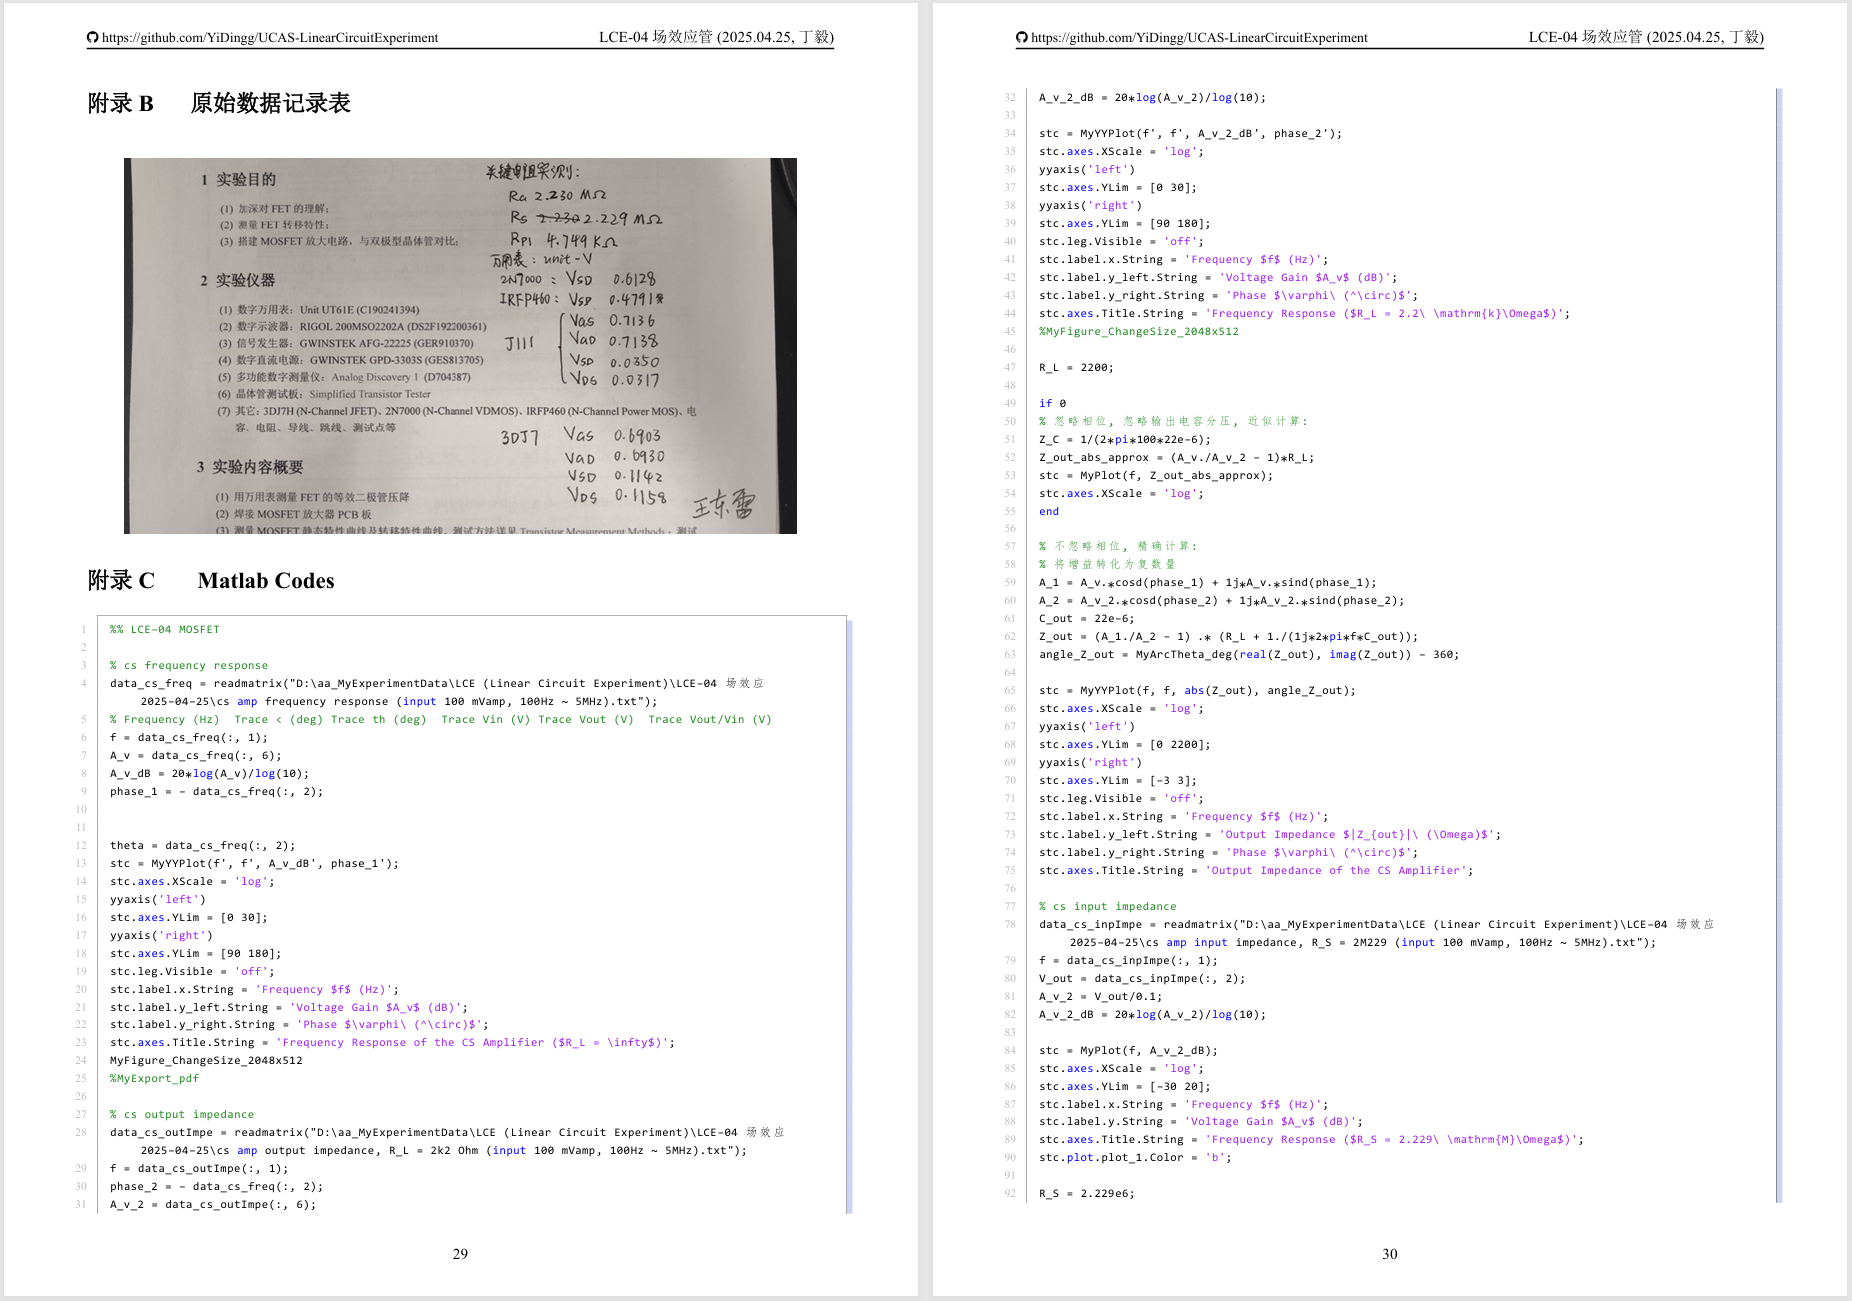 https://github.com/YiDingg/UCAS-LinearCircuitExperiment LCE-04 场效应管 (2025.04.25, 丁毅)
附录 B 原始数据记录表
关键电阻实测:
1 实验目的
RG 2.230 MΩ
(1) 加深对 FET 的理解;
RS 2.230 2.229 MΩ
(2) 测量 FET 转移特性;
RP1 4.749 KΩ
(3) 搭建 MOSFET 放大电路，与双极型晶体管对比;
万用表: unit-V
2 实验仪器
2N7000: VSD 0.6128
IRFP460: VSD 0.4791
(1) 数字万用表: Unit UT61E (C190241394)
(2) 数字示波器: RIGOL 200MSO2202A (DS2F192200361)
(3) 信号发生器: GWINSTEK AFG-22225 (GER910370)
(4) 数字直流电源: GWINSTEK GPD-3303S (GES813705)
(5) 多功能数字测量仪: Analog Discovery 1 (D704387)
(6) 晶体管测试板: Simplified Transistor Tester
J111
VGS 0.7136
VGD 0.7138
VSD 0.0350
VDS 0.0317
(7) 其它: 3DJ7H (N-Channel JFET)、2N7000 (N-Channel VDMOS)、IRFP460 (N-Channel Power MOS)、电
容、电阻、导线、跳线、测试点等
3DJ7 VGS 0.6903
VGD 0.6930
VSD 0.1142
VDS 0.1158
3 实验内容概要
(1) 用万用表测量 FET 的等效二极管压降
(2) 焊接 MOSFET 放大器 PCB 板
王东雷
(3) 测量 MOSFET 静态特性曲线及转移特性曲线，测试方法详见 Transistor Measurement Methods; 测试
附录 C Matlab Codes
1 %% LCE-04 MOSFET
2
3 % cs frequency response
4 data_cs_freq = readmatrix("D:\aa_MyExperimentData\LCE (Linear Circuit Experiment)\LCE-04 场效应
2025-04-25\cs amp frequency response (input 100 mVamp, 100Hz ~ 5MHz).txt");
5 % Frequency (Hz) Trace < (deg) Trace th (deg) Trace Vin (V) Trace Vout (V) Trace Vout/Vin (V)
6 f = data_cs_freq(:, 1);
7 A_v = data_cs_freq(:, 6);
8 A_v_dB = 20*log(A_v)/log(10);
9 phase_1 = - data_cs_freq(:, 2);
10
11
12 theta = data_cs_freq(:, 2);
13 stc = MyYYPlot(f', f', A_v_dB', phase_1');
14 stc.axes.XScale = 'log';
15 yyaxis('left')
16 stc.axes.YLim = [0 30];
17 yyaxis('right')
18 stc.axes.YLim = [90 180];
19 stc.leg.Visible = 'off';
20 stc.label.x.String = 'Frequency $f$ (Hz)';
21 stc.label.y_left.String = 'Voltage Gain $A_v$ (dB)';
22 stc.label.y_right.String = 'Phase $\varphi\ (^\circ)$';
23 stc.axes.Title.String = 'Frequency Response of the CS Amplifier ($R_L = \infty$)';
24 MyFigure_ChangeSize_2048x512
25 %MyExport_pdf
26
27 % cs output impedance
28 data_cs_outImpe = readmatrix("D:\aa_MyExperimentData\LCE (Linear Circuit Experiment)\LCE-04 场效应
2025-04-25\cs amp output impedance, R_L = 2k2 Ohm (input 100 mVamp, 100Hz ~ 5MHz).txt");
29 f = data_cs_outImpe(:, 1);
30 phase_2 = - data_cs_freq(:, 2);
31 A_v_2 = data_cs_outImpe(:, 6);
29
https://github.com/YiDingg/UCAS-LinearCircuitExperiment LCE-04 场效应管 (2025.04.25, 丁毅)
32 A_v_2_dB = 20*log(A_v_2)/log(10);
33
34 stc = MyYYPlot(f', f', A_v_2_dB', phase_2');
35 stc.axes.XScale = 'log';
36 yyaxis('left')
37 stc.axes.YLim = [0 30];
38 yyaxis('right')
39 stc.axes.YLim = [90 180];
40 stc.leg.Visible = 'off';
41 stc.label.x.String = 'Frequency $f$ (Hz)';
42 stc.label.y_left.String = 'Voltage Gain $A_v$ (dB)';
43 stc.label.y_right.String = 'Phase $\varphi\ (^\circ)$';
44 stc.axes.Title.String = 'Frequency Response ($R_L = 2.2\ \mathrm{k}\Omega$)';
45 %MyFigure_ChangeSize_2048x512
46
47 R_L = 2200;
48
49 if 0
50 % 忽略相位, 忽略输出电容分压, 近似计算:
51 Z_C = 1/(2*pi*100*22e-6);
52 Z_out_abs_approx = (A_v./A_v_2 - 1)*R_L;
53 stc = MyPlot(f, Z_out_abs_approx);
54 stc.axes.XScale = 'log';
55 end
56
57 % 不忽略相位, 精确计算:
58 % 将增益转化为复数量
59 A_1 = A_v.*cosd(phase_1) + 1j*A_v.*sind(phase_1);
60 A_2 = A_v_2.*cosd(phase_2) + 1j*A_v_2.*sind(phase_2);
61 C_out = 22e-6;
62 Z_out = (A_1./A_2 - 1) .* (R_L + 1./(1j*2*pi*f*C_out));
63 angle_Z_out = MyArcTheta_deg(real(Z_out), imag(Z_out)) - 360;
64
65 stc = MyYYPlot(f, f, abs(Z_out), angle_Z_out);
66 stc.axes.XScale = 'log';
67 yyaxis('left')
68 stc.axes.YLim = [0 2200];
69 yyaxis('right')
70 stc.axes.YLim = [-3 3];
71 stc.leg.Visible = 'off';
72 stc.label.x.String = 'Frequency $f$ (Hz)';
73 stc.label.y_left.String = 'Output Impedance $|Z_{out}|\ (\Omega)$';
74 stc.label.y_right.String = 'Phase $\varphi\ (^\circ)$';
75 stc.axes.Title.String = 'Output Impedance of the CS Amplifier';
76
77 % cs input impedance
78 data_cs_inpImpe = readmatrix("D:\aa_MyExperimentData\LCE (Linear Circuit Experiment)\LCE-04 场效应
2025-04-25\cs amp input impedance, R_S = 2M229 (input 100 mVamp, 100Hz ~ 5MHz).txt");
79 f = data_cs_inpImpe(:, 1);
80 V_out = data_cs_inpImpe(:, 2);
81 A_v_2 = V_out/0.1;
82 A_v_2_dB = 20*log(A_v_2)/log(10);
83
84 stc = MyPlot(f, A_v_2_dB);
85 stc.axes.XScale = 'log';
86 stc.axes.YLim = [-30 20];
87 stc.label.x.String = 'Frequency $f$ (Hz)';
88 stc.label.y.String = 'Voltage Gain $A_v$ (dB)';
89 stc.axes.Title.String = 'Frequency Response ($R_S = 2.229\ \mathrm{M}\Omega$)';
90 stc.plot.plot_1.Color = 'b';
91
92 R_S = 2.229e6;
30